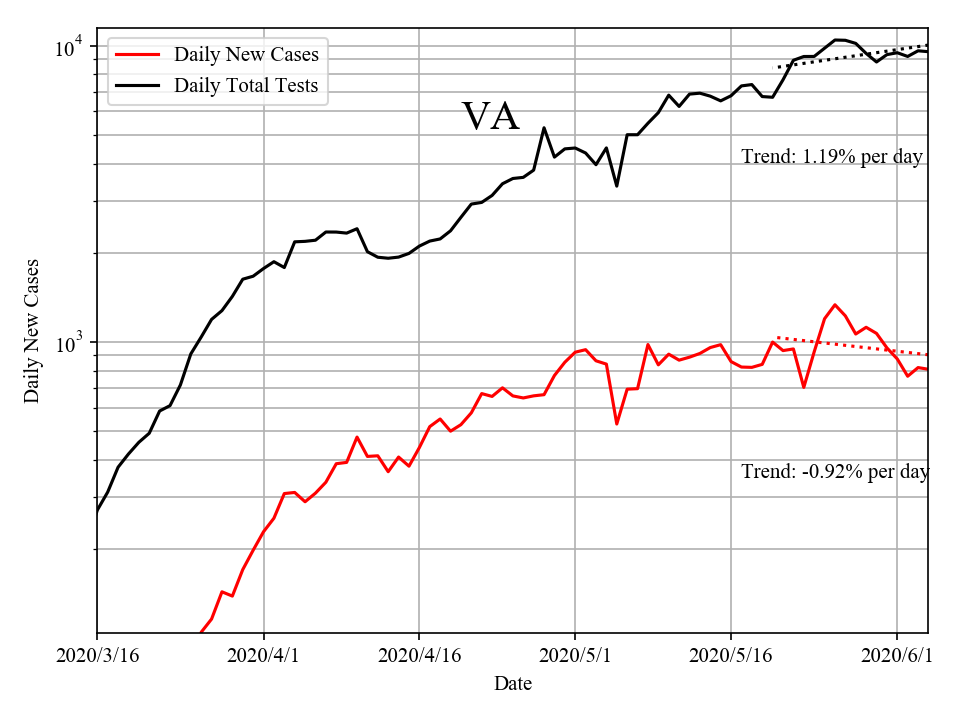 Daily New Cases
Daily Total Tests
VA
Trend: 1.19% per day
Trend: -0.92% per day
Daily New Cases
10^4
10^3
2020/3/16
2020/4/1
2020/4/16
2020/5/1
2020/5/16
2020/6/1
Date